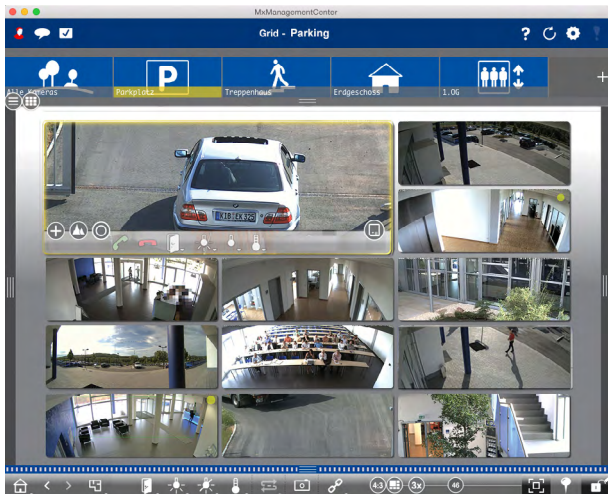 MxManagementCenter
Grid - Parking
?
P
Alle Kameras
Parkplatz
Treppenhaus
Erdgeschoss
1.OG
4:3
3x
46